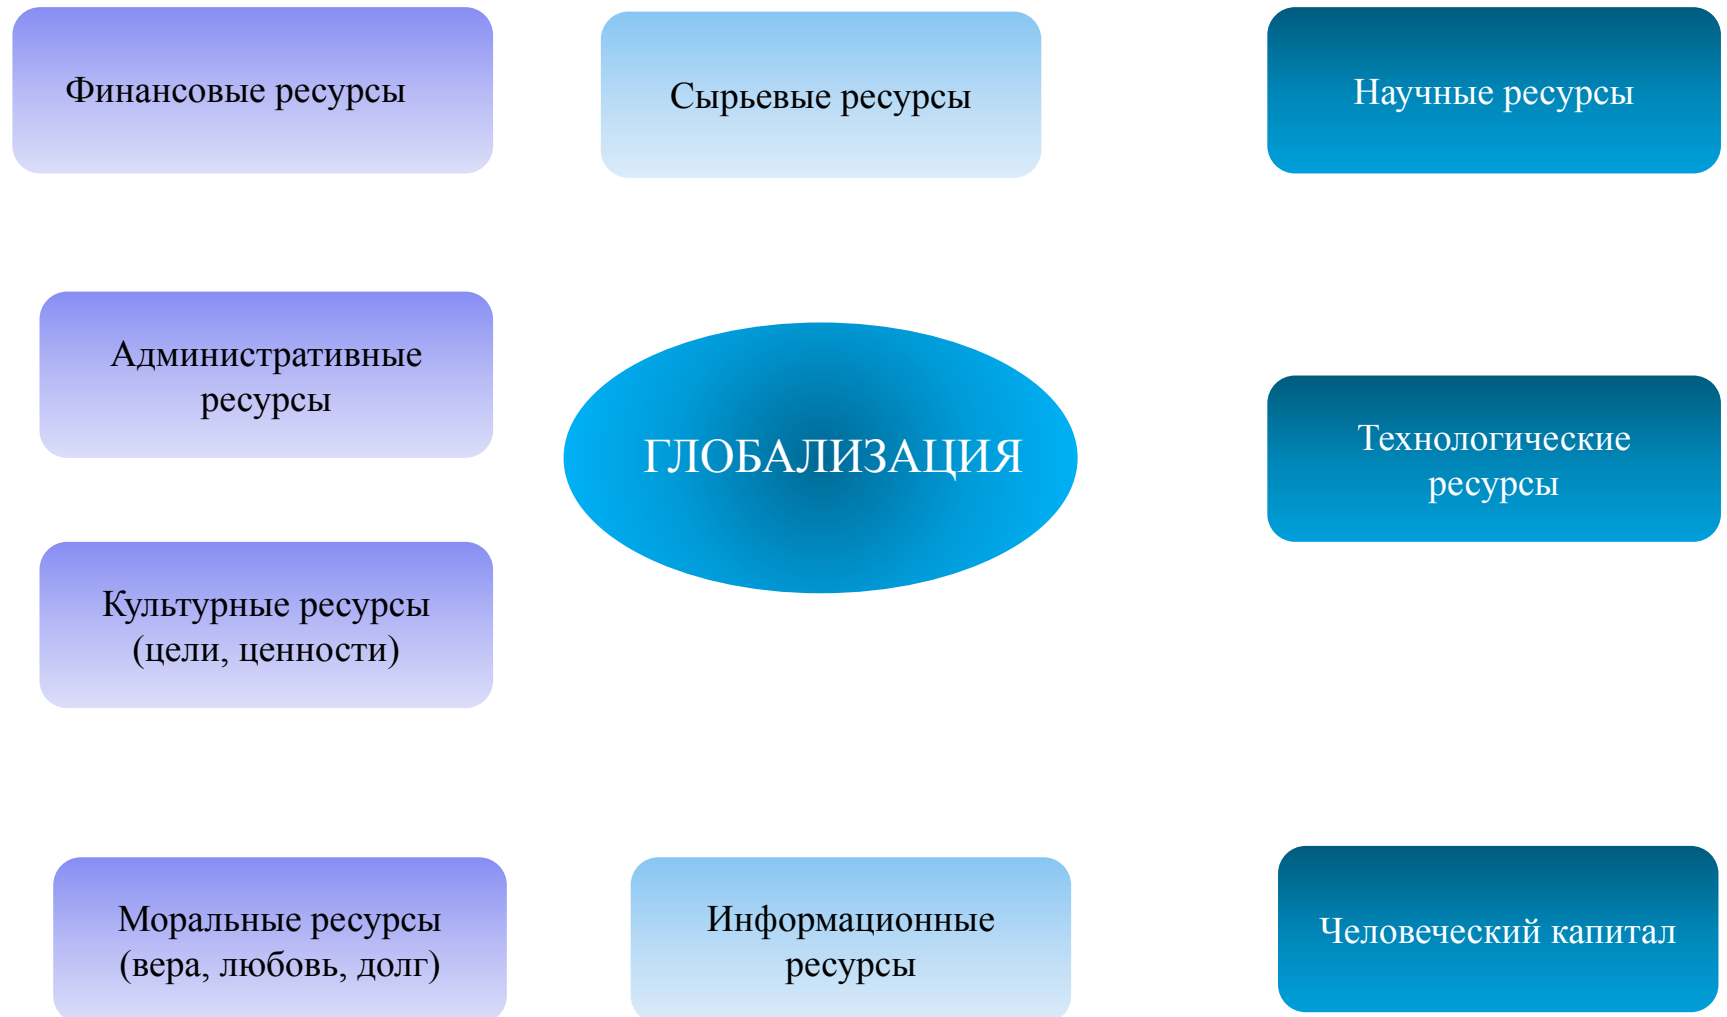 Финансовые ресурсы
Сырьевые ресурсы
Научные ресурсы
Административные
ресурсы
ГЛОБАЛИЗАЦИЯ
Технологические
ресурсы
Культурные ресурсы
(цели, ценности)
Моральные ресурсы
(вера, любовь, долг)
Информационные
ресурсы
Человеческий капитал